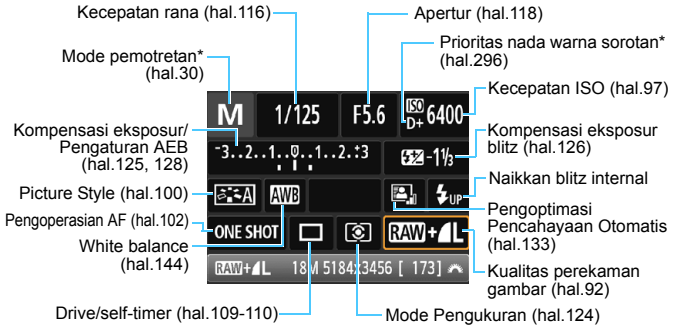 Kecepatan rana (hal.116)
Apertur (hal.118)
Mode pemotretan*
(hal.30)
Prioritas nada warna sorotan*
(hal.296)
Kecepatan ISO (hal.97)
M 1/125 F5.6 ISO D+ 6400
Kompensasi eksposur/
Pengaturan AEB
(hal.125, 128)
-3..2..1..0..1..2.:3
-1⅓
Kompensasi eksposur
blitz (hal.126)
Picture Style (hal.100)
A AWB UP
Naikkan blitz internal
Pengoperasian AF (hal.102)
Pengoptimasi
Pencahayaan Otomatis
(hal.133)
ONE SHOT RAW+L
White balance
(hal.144)
RAW+L 18M 5184x3456 [ 173]
Kualitas perekaman
gambar (hal.92)
Drive/self-timer (hal.109-110)
Mode Pengukuran (hal.124)